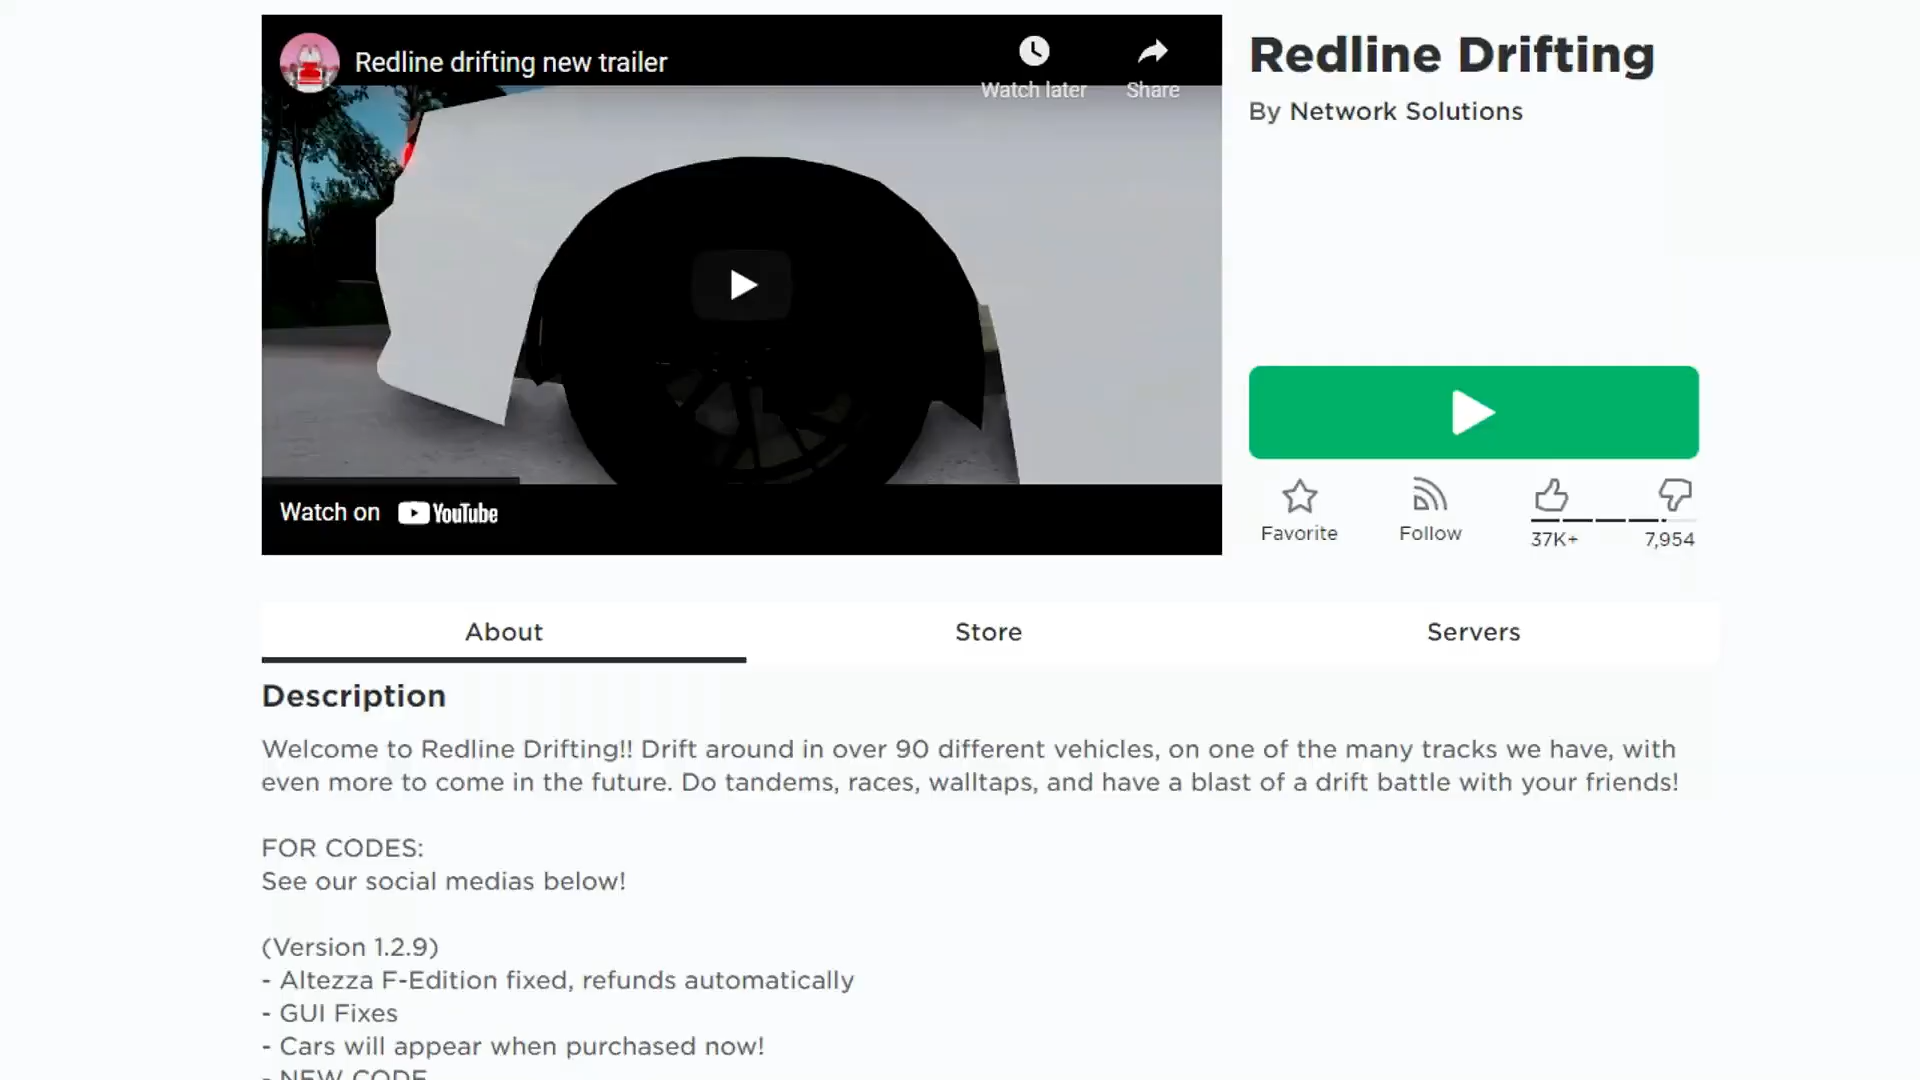 Redline drifting new trailer
Watch later
Share
Watch on YouTube
Redline Drifting
By Network Solutions
Favorite
Follow
37K+
7,954
About
Store
Servers
Description
Welcome to Redline Drifting!! Drift around in over 90 different vehicles, on one of the many tracks we have, with
even more to come in the future. Do tandems, races, walltaps, and have a blast of a drift battle with your friends!
FOR CODES:
See our social medias below!
(Version 1.2.9)
- Altezza F-Edition fixed, refunds automatically
- GUI Fixes
- Cars will appear when purchased now!
- NEW CODE